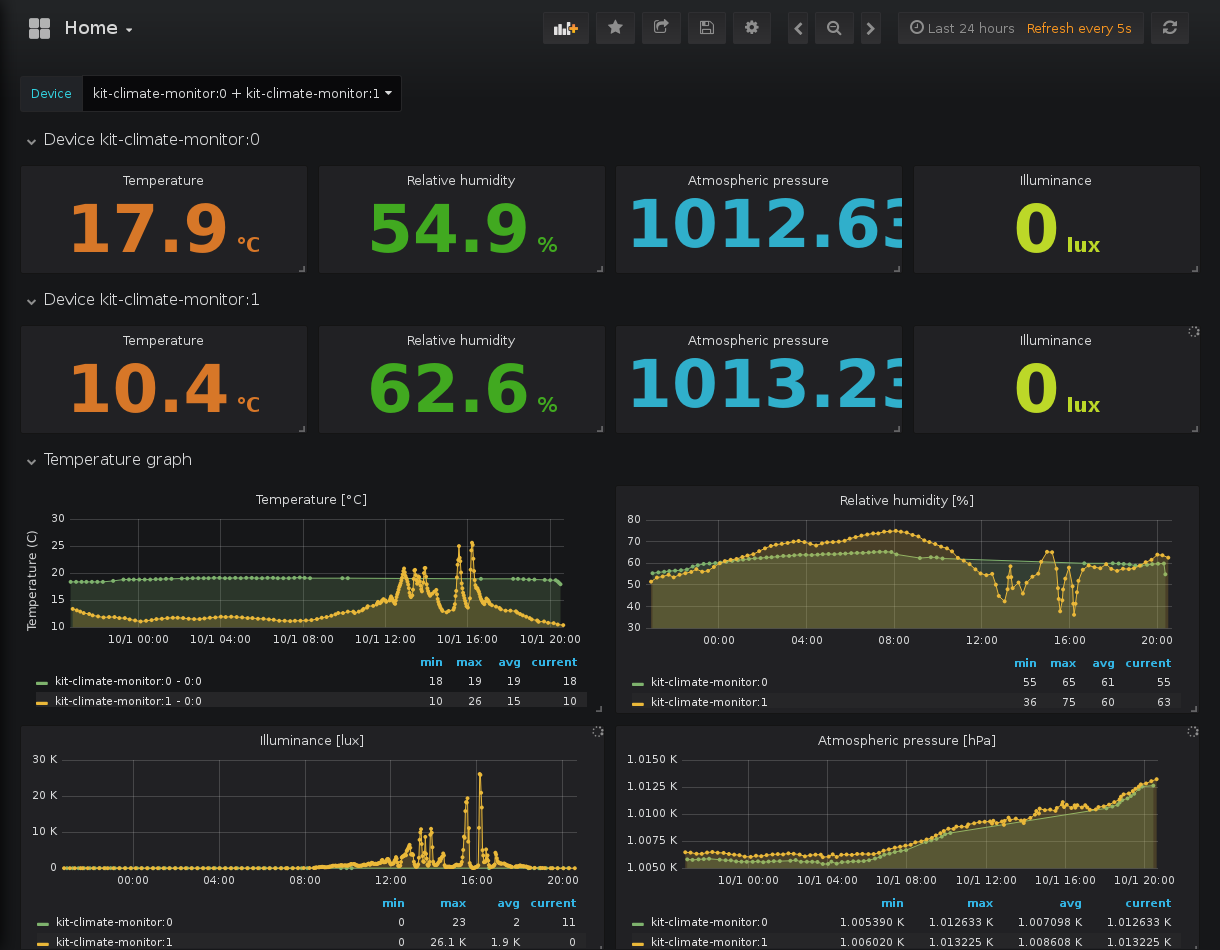 Home
Last 24 hours Refresh every 5s
Device kit-climate-monitor:0 + kit-climate-monitor:1
Device kit-climate-monitor:0
Temperature Relative humidity Atmospheric pressure Illuminance
17.9 °C 54.9 % 1012.63 0 lux
Device kit-climate-monitor:1
Temperature Relative humidity Atmospheric pressure Illuminance
10.4 °C 62.6 % 1013.23 0 lux
Temperature graph
Temperature [°C]
Temperature (C)
30
25
20
15
10
10/1 00:00 10/1 04:00 10/1 08:00 10/1 12:00 10/1 16:00 10/1 20:00
min max avg current
kit-climate-monitor:0 - 0:0 18 19 19 18
kit-climate-monitor:1 - 0:0 10 26 15 10
Relative humidity [%]
80
70
60
50
40
30
00:00 04:00 08:00 12:00 16:00 20:00
min max avg current
kit-climate-monitor:0 55 65 61 55
kit-climate-monitor:1 36 75 60 63
Illuminance [lux]
30 K
20 K
10 K
0
00:00 04:00 08:00 12:00 16:00 20:00
min max avg current
kit-climate-monitor:0 0 23 2 11
kit-climate-monitor:1 0 26.1 K 1.9 K 0
Atmospheric pressure [hPa]
1.0150 K
1.0125 K
1.0100 K
1.0075 K
1.0050 K
10/1 00:00 10/1 04:00 10/1 08:00 10/1 12:00 10/1 16:00 10/1 20:00
min max avg current
kit-climate-monitor:0 1.005390 K 1.012633 K 1.007098 K 1.012633 K
kit-climate-monitor:1 1.006020 K 1.013225 K 1.008608 K 1.013225 K